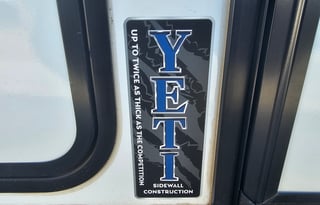 UP TO TWICE AS THICK AS THE COMPETITION
YETI
SIDEWALL
CONSTRUCTION